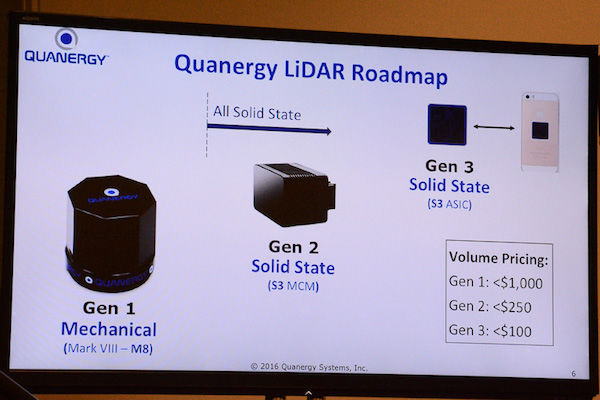 QUANERGY
Quanergy LiDAR Roadmap
All Solid State
Gen 3
Solid State
(S3 ASIC)
QUANERGY
QUANERGY
Gen 2
Solid State
(S3 MCM)
Gen 1
Mechanical
(Mark VIII – M8)
Volume Pricing:
Gen 1: <$1,000
Gen 2: <$250
Gen 3: <$100
© 2016 Quanergy Systems, Inc.
6